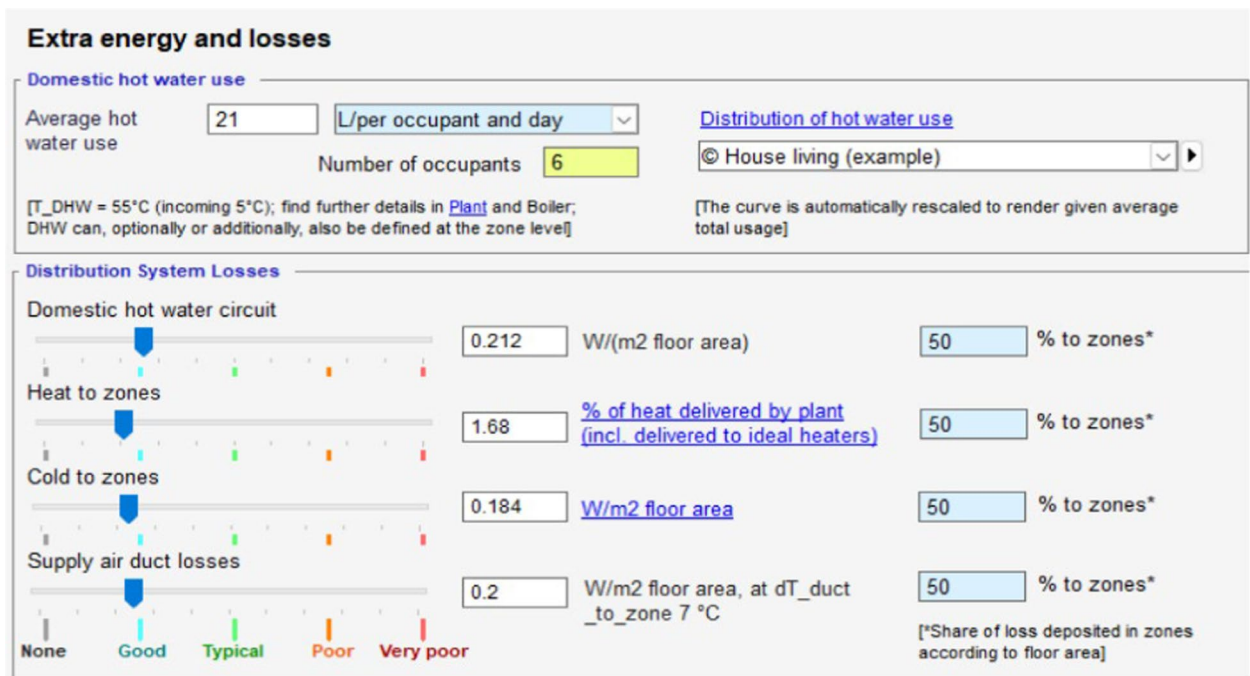 Extra energy and losses
Domestic hot water use
Average hot water use
21
L/per occupant and day
Number of occupants
6
Distribution of hot water use
© House living (example)
[T_DHW = 55°C (incoming 5°C); find further details in Plant and Boiler;
DHW can, optionally or additionally, also be defined at the zone level]
[The curve is automatically rescaled to render given average
total usage]
Distribution System Losses
Domestic hot water circuit
0.212
W/(m2 floor area)
50
% to zones*
Heat to zones
1.68
% of heat delivered by plant
(incl. delivered to ideal heaters)
50
% to zones*
Cold to zones
0.184
W/m2 floor area
50
% to zones*
Supply air duct losses
0.2
W/m2 floor area, at dT_duct
_to_zone 7 °C
50
% to zones*
None Good Typical Poor Very poor
[*Share of loss deposited in zones
according to floor area]